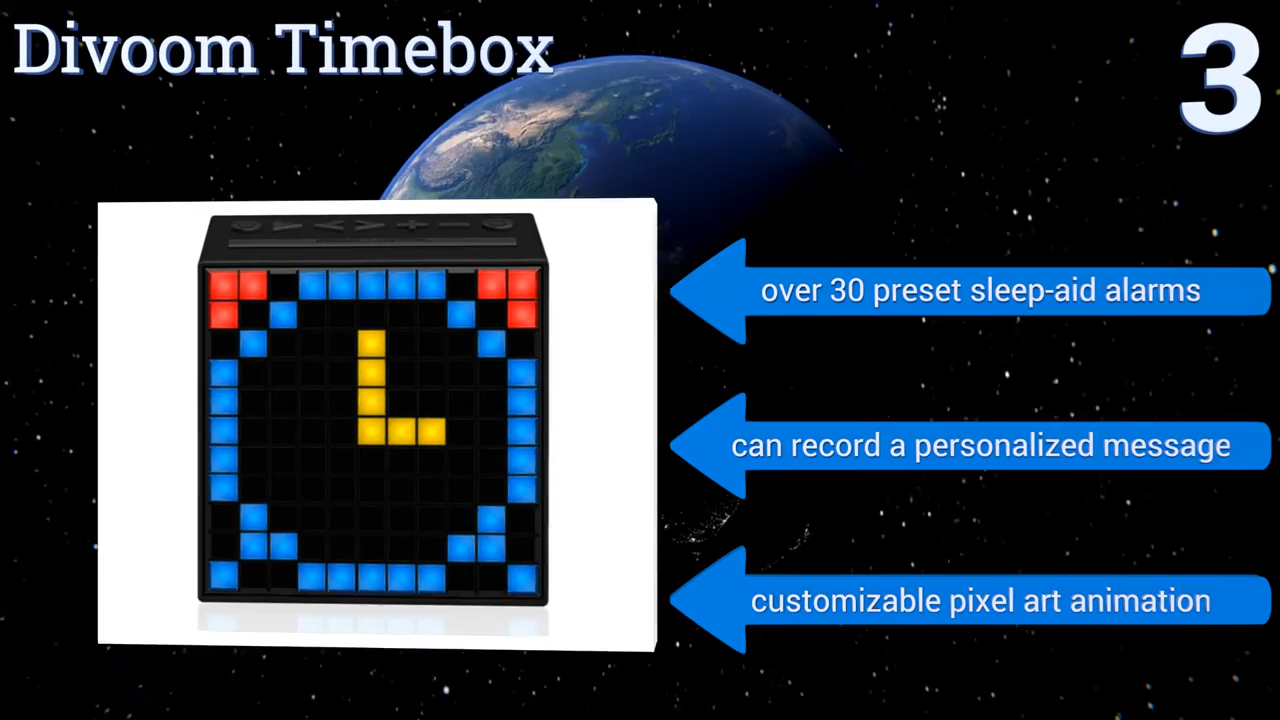 Divoom Timebox
3
over 30 preset sleep-aid alarms
can record a personalized message
customizable pixel art animation